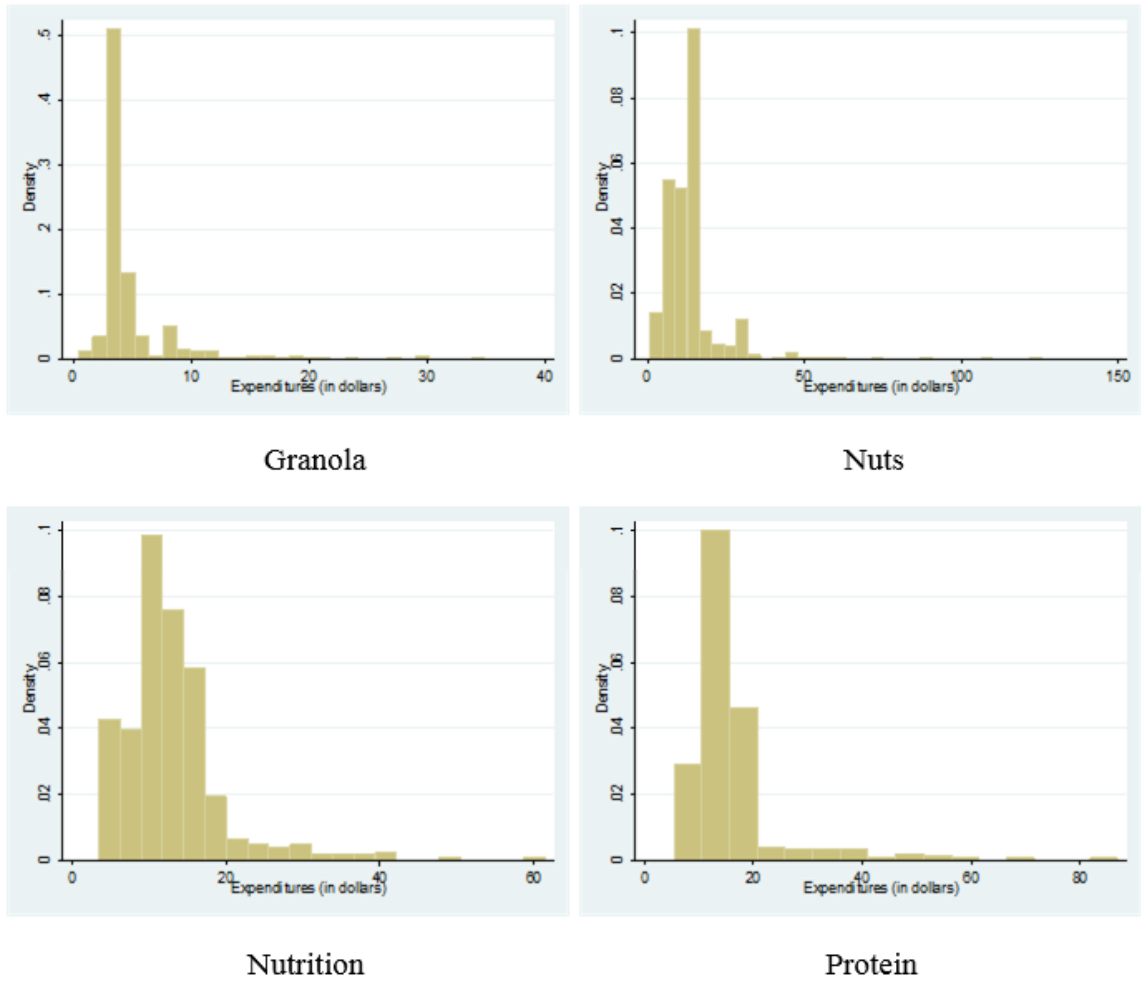 Density
.5
.4
.3
.2
.1
0
0 10 20 30 40
Expenditures (in dollars)
Granola
Density
.1
.08
.06
.04
.02
0
0 50 100 150
Expenditures (in dollars)
Nuts
Density
.1
.08
.06
.04
.02
0
0 20 40 60
Expenditures (in dollars)
Nutrition
Density
.1
.08
.06
.04
.02
0
0 20 40 60 80
Expenditures (in dollars)
Protein